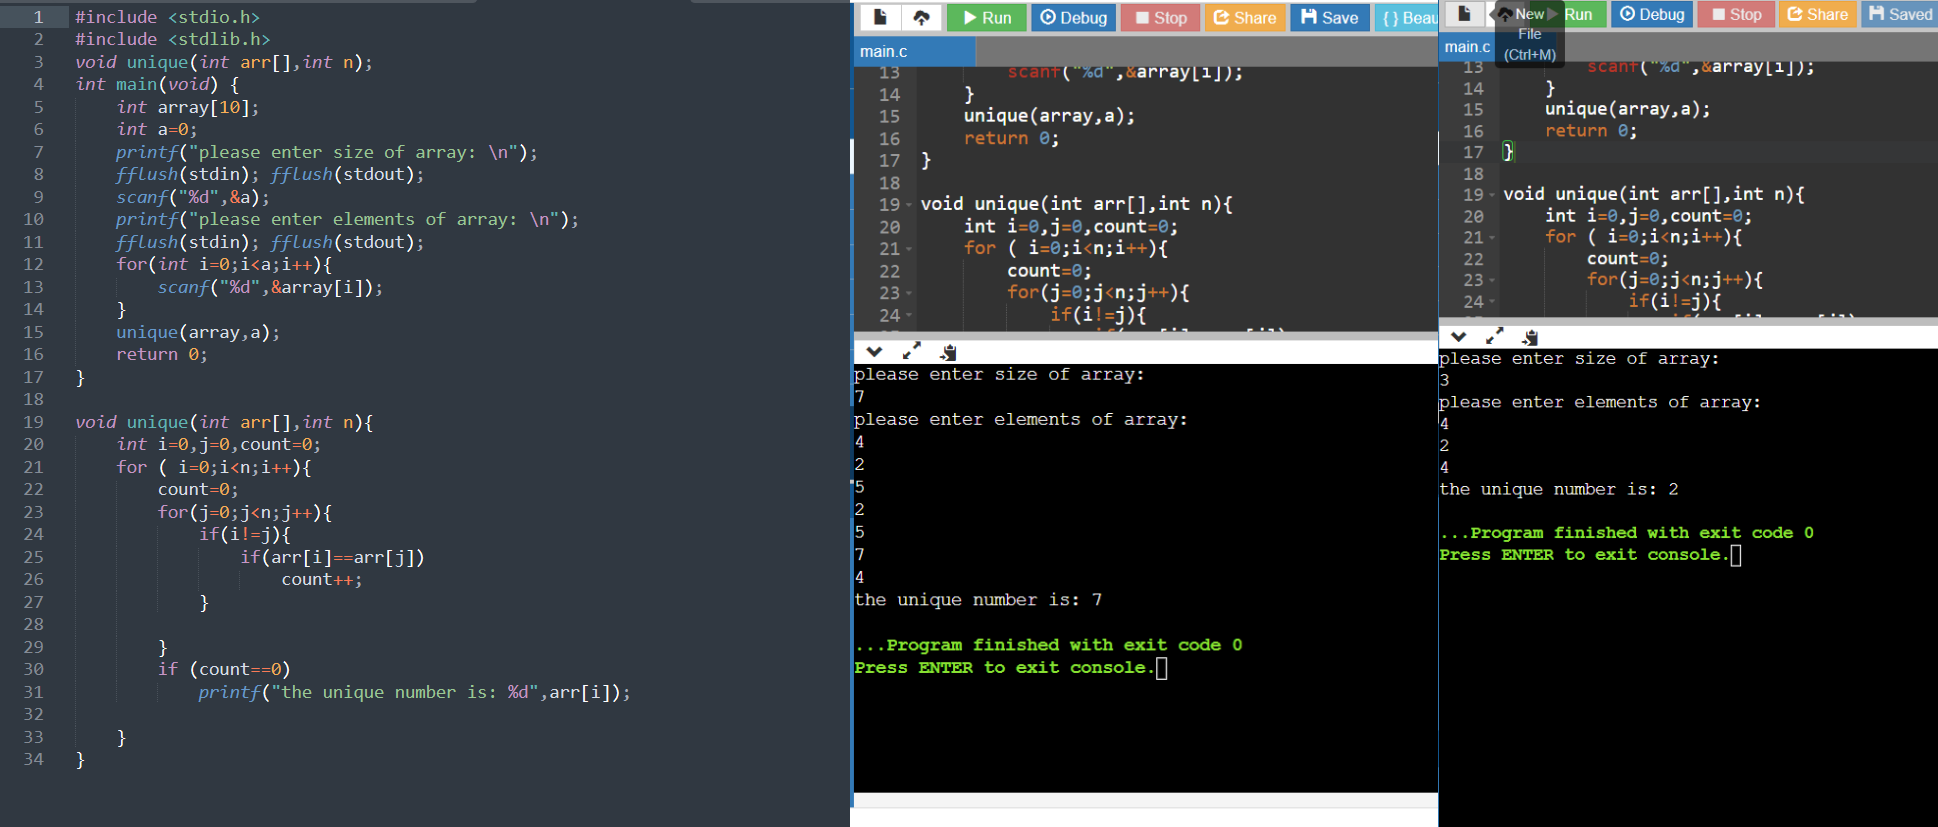 1 #include <stdio.h>
2 #include <stdlib.h>
3 void unique(int arr[],int n);
4 int main(void) {
5     int array[10];
6     int a=0;
7     printf("please enter size of array: \n");
8     fflush(stdin); fflush(stdout);
9     scanf("%d",&a);
10     printf("please enter elements of array: \n");
11     fflush(stdin); fflush(stdout);
12     for(int i=0;i<a;i++){
13         scanf("%d",&array[i]);
14     }
15     unique(array,a);
16     return 0;
17 }
18
19 void unique(int arr[],int n){
20     int i=0,j=0,count=0;
21     for ( i=0;i<n;i++){
22         count=0;
23         for(j=0;j<n;j++){
24             if(i!=j){
25                 if(arr[i]==arr[j])
26                     count++;
27             }
28
29         }
30         if (count==0)
31             printf("the unique number is: %d",arr[i]);
32
33     }
34 }
Run Debug Stop Share Save { } Beau
main.c
13         scanf("%d",&array[i]);
14     }
15     unique(array,a);
16     return 0;
17 }
18
19 void unique(int arr[],int n){
20     int i=0,j=0,count=0;
21     for ( i=0;i<n;i++){
22         count=0;
23         for(j=0;j<n;j++){
24             if(i!=j){
please enter size of array:
7
please enter elements of array:
4
2
5
2
5
7
4
the unique number is: 7
...Program finished with exit code 0
Press ENTER to exit console.
New Run Debug Stop Share Saved
File
main.c (Ctrl+M)
13         scanf("%d",&array[i]);
14     }
15     unique(array,a);
16     return 0;
17 }
18
19 void unique(int arr[],int n){
20     int i=0,j=0,count=0;
21     for ( i=0;i<n;i++){
22         count=0;
23         for(j=0;j<n;j++){
24             if(i!=j){
please enter size of array:
3
please enter elements of array:
4
2
4
the unique number is: 2
...Program finished with exit code 0
Press ENTER to exit console.